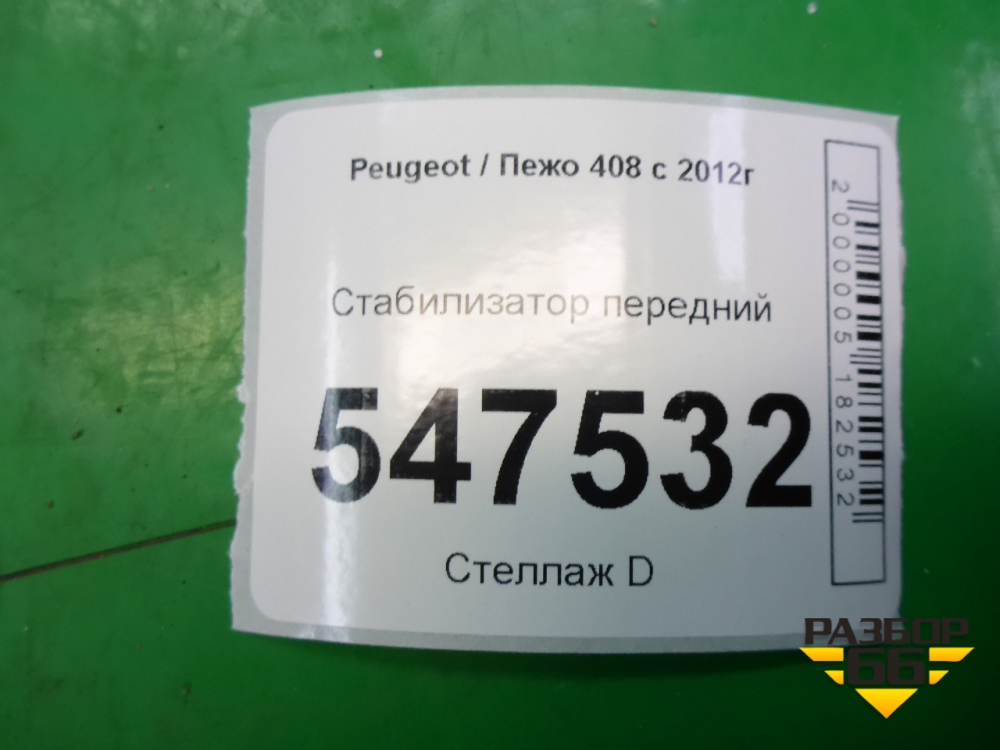 Peugeot / Пежо 408 с 2012г
Стабилизатор передний
547532
Стеллаж D
2000005182532
РАЗБОР
66